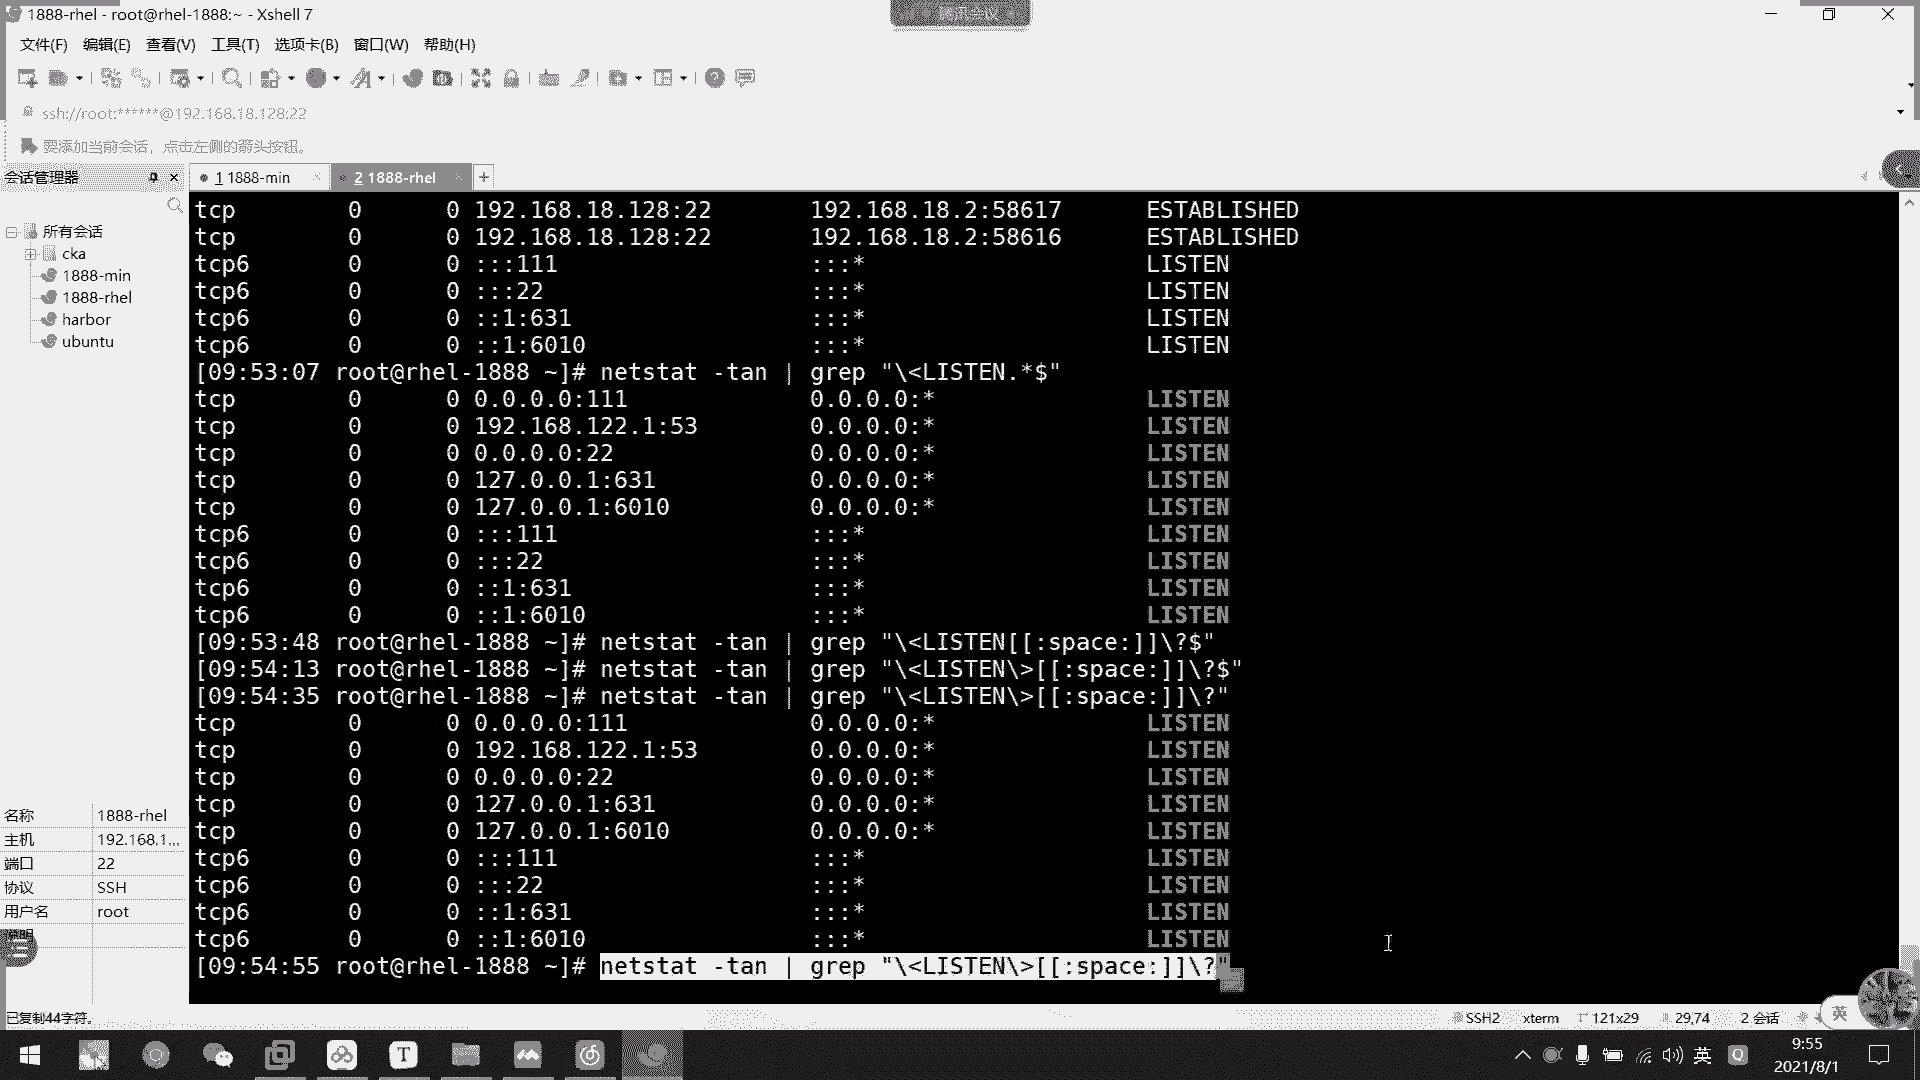 1888-rhel - root@rhel-1888:~ - Xshell 7
腾讯会议
文件(F) 编辑(E) 查看(V) 工具(T) 选项卡(B) 窗口(W) 帮助(H)
ssh://root:******@192.168.18.128:22
要添加当前会话，点击左侧的箭头按钮。
会话管理器
1 1888-min
2 1888-rhel
所有会话
cka
1888-min
1888-rhel
harbor
ubuntu
tcp 0 0 192.168.18.128:22 192.168.18.2:58617 ESTABLISHED
tcp 0 0 192.168.18.128:22 192.168.18.2:58616 ESTABLISHED
tcp6 0 0 :::111 :::* LISTEN
tcp6 0 0 :::22 :::* LISTEN
tcp6 0 0 ::1:631 :::* LISTEN
tcp6 0 0 ::1:6010 :::* LISTEN
[09:53:07 root@rhel-1888 ~]# netstat -tan | grep "\<LISTEN.*$"
tcp 0 0 0.0.0.0:111 0.0.0.0:* LISTEN
tcp 0 0 192.168.122.1:53 0.0.0.0:* LISTEN
tcp 0 0 0.0.0.0:22 0.0.0.0:* LISTEN
tcp 0 0 127.0.0.1:631 0.0.0.0:* LISTEN
tcp 0 0 127.0.0.1:6010 0.0.0.0:* LISTEN
tcp6 0 0 :::111 :::* LISTEN
tcp6 0 0 :::22 :::* LISTEN
tcp6 0 0 ::1:631 :::* LISTEN
tcp6 0 0 ::1:6010 :::* LISTEN
[09:53:48 root@rhel-1888 ~]# netstat -tan | grep "\<LISTEN[[:space:]]\?$"
[09:54:13 root@rhel-1888 ~]# netstat -tan | grep "\<LISTEN\>[[:space:]]\?$"
[09:54:35 root@rhel-1888 ~]# netstat -tan | grep "\<LISTEN\>[[:space:]]\?"
tcp 0 0 0.0.0.0:111 0.0.0.0:* LISTEN
tcp 0 0 192.168.122.1:53 0.0.0.0:* LISTEN
tcp 0 0 0.0.0.0:22 0.0.0.0:* LISTEN
tcp 0 0 127.0.0.1:631 0.0.0.0:* LISTEN
tcp 0 0 127.0.0.1:6010 0.0.0.0:* LISTEN
tcp6 0 0 :::111 :::* LISTEN
tcp6 0 0 :::22 :::* LISTEN
tcp6 0 0 ::1:631 :::* LISTEN
tcp6 0 0 ::1:6010 :::* LISTEN
[09:54:55 root@rhel-1888 ~]# netstat -tan | grep "\<LISTEN\>[[:space:]]\?"
名称 1888-rhel
主机 192.168.1...
端口 22
协议 SSH
用户名 root
说明
已复制44字符。
SSH2 xterm 121x29 29,74 2 会话
英
英
9:55
2021/8/1